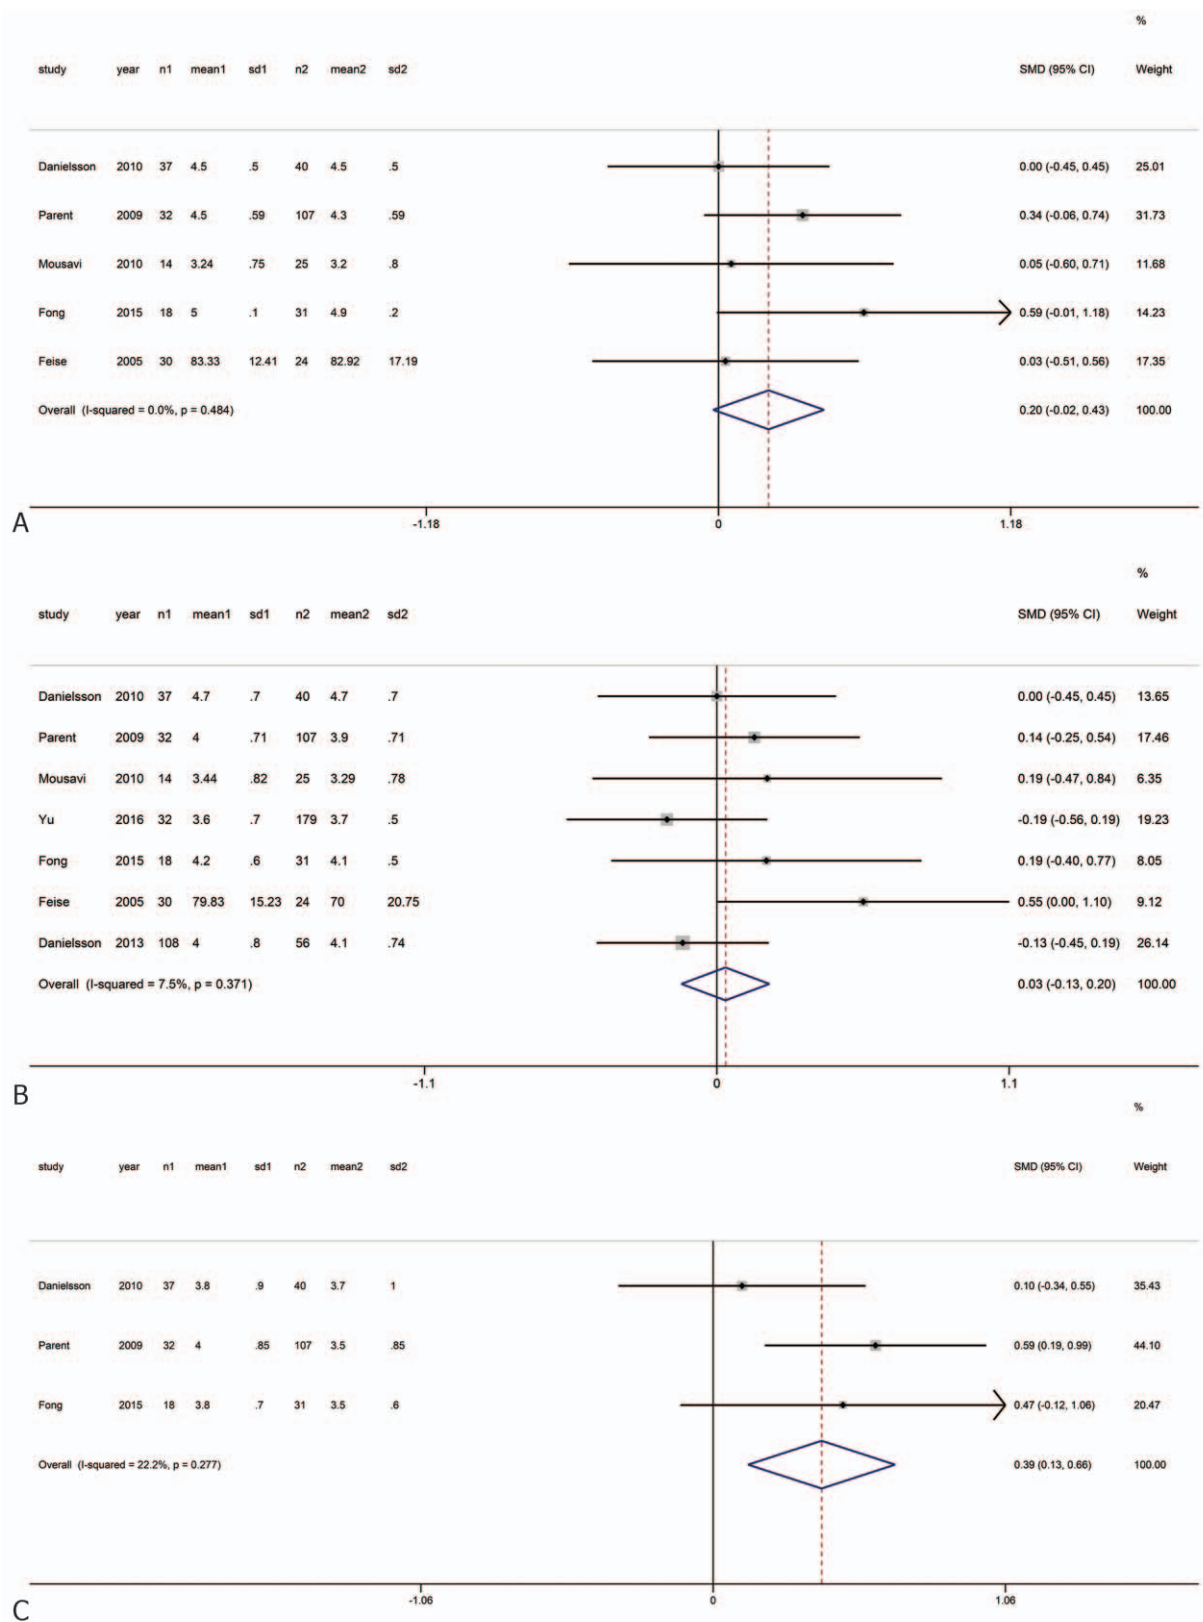 %
study year n1 mean1 sd1 n2 mean2 sd2 SMD (95% CI) Weight
Danielsson 2010 37 4.5 .5 40 4.5 .5 0.00 (-0.45, 0.45) 25.01
Parent 2009 32 4.5 .59 107 4.3 .59 0.34 (-0.06, 0.74) 31.73
Mousavi 2010 14 3.24 .75 25 3.2 .8 0.05 (-0.60, 0.71) 11.68
Fong 2015 18 5 .1 31 4.9 .2 0.59 (-0.01, 1.18) 14.23
Feise 2005 30 83.33 12.41 24 82.92 17.19 0.03 (-0.51, 0.56) 17.35
Overall (I-squared = 0.0%, p = 0.484) 0.20 (-0.02, 0.43) 100.00
A
-1.18 0 1.18
%
study year n1 mean1 sd1 n2 mean2 sd2 SMD (95% CI) Weight
Danielsson 2010 37 4.7 .7 40 4.7 .7 0.00 (-0.45, 0.45) 13.65
Parent 2009 32 4 .71 107 3.9 .71 0.14 (-0.25, 0.54) 17.46
Mousavi 2010 14 3.44 .82 25 3.29 .78 0.19 (-0.47, 0.84) 6.35
Yu 2016 32 3.6 .7 179 3.7 .5 -0.19 (-0.56, 0.19) 19.23
Fong 2015 18 4.2 .6 31 4.1 .5 0.19 (-0.40, 0.77) 8.05
Feise 2005 30 79.83 15.23 24 70 20.75 0.55 (0.00, 1.10) 9.12
Danielsson 2013 108 4 .8 56 4.1 .74 -0.13 (-0.45, 0.19) 26.14
Overall (I-squared = 7.5%, p = 0.371) 0.03 (-0.13, 0.20) 100.00
B
-1.1 0 1.1
%
study year n1 mean1 sd1 n2 mean2 sd2 SMD (95% CI) Weight
Danielsson 2010 37 3.8 .9 40 3.7 1 0.10 (-0.34, 0.55) 35.43
Parent 2009 32 4 .85 107 3.5 .85 0.59 (0.19, 0.99) 44.10
Fong 2015 18 3.8 .7 31 3.5 .6 0.47 (-0.12, 1.06) 20.47
Overall (I-squared = 22.2%, p = 0.277) 0.39 (0.13, 0.66) 100.00
C
-1.06 0 1.06